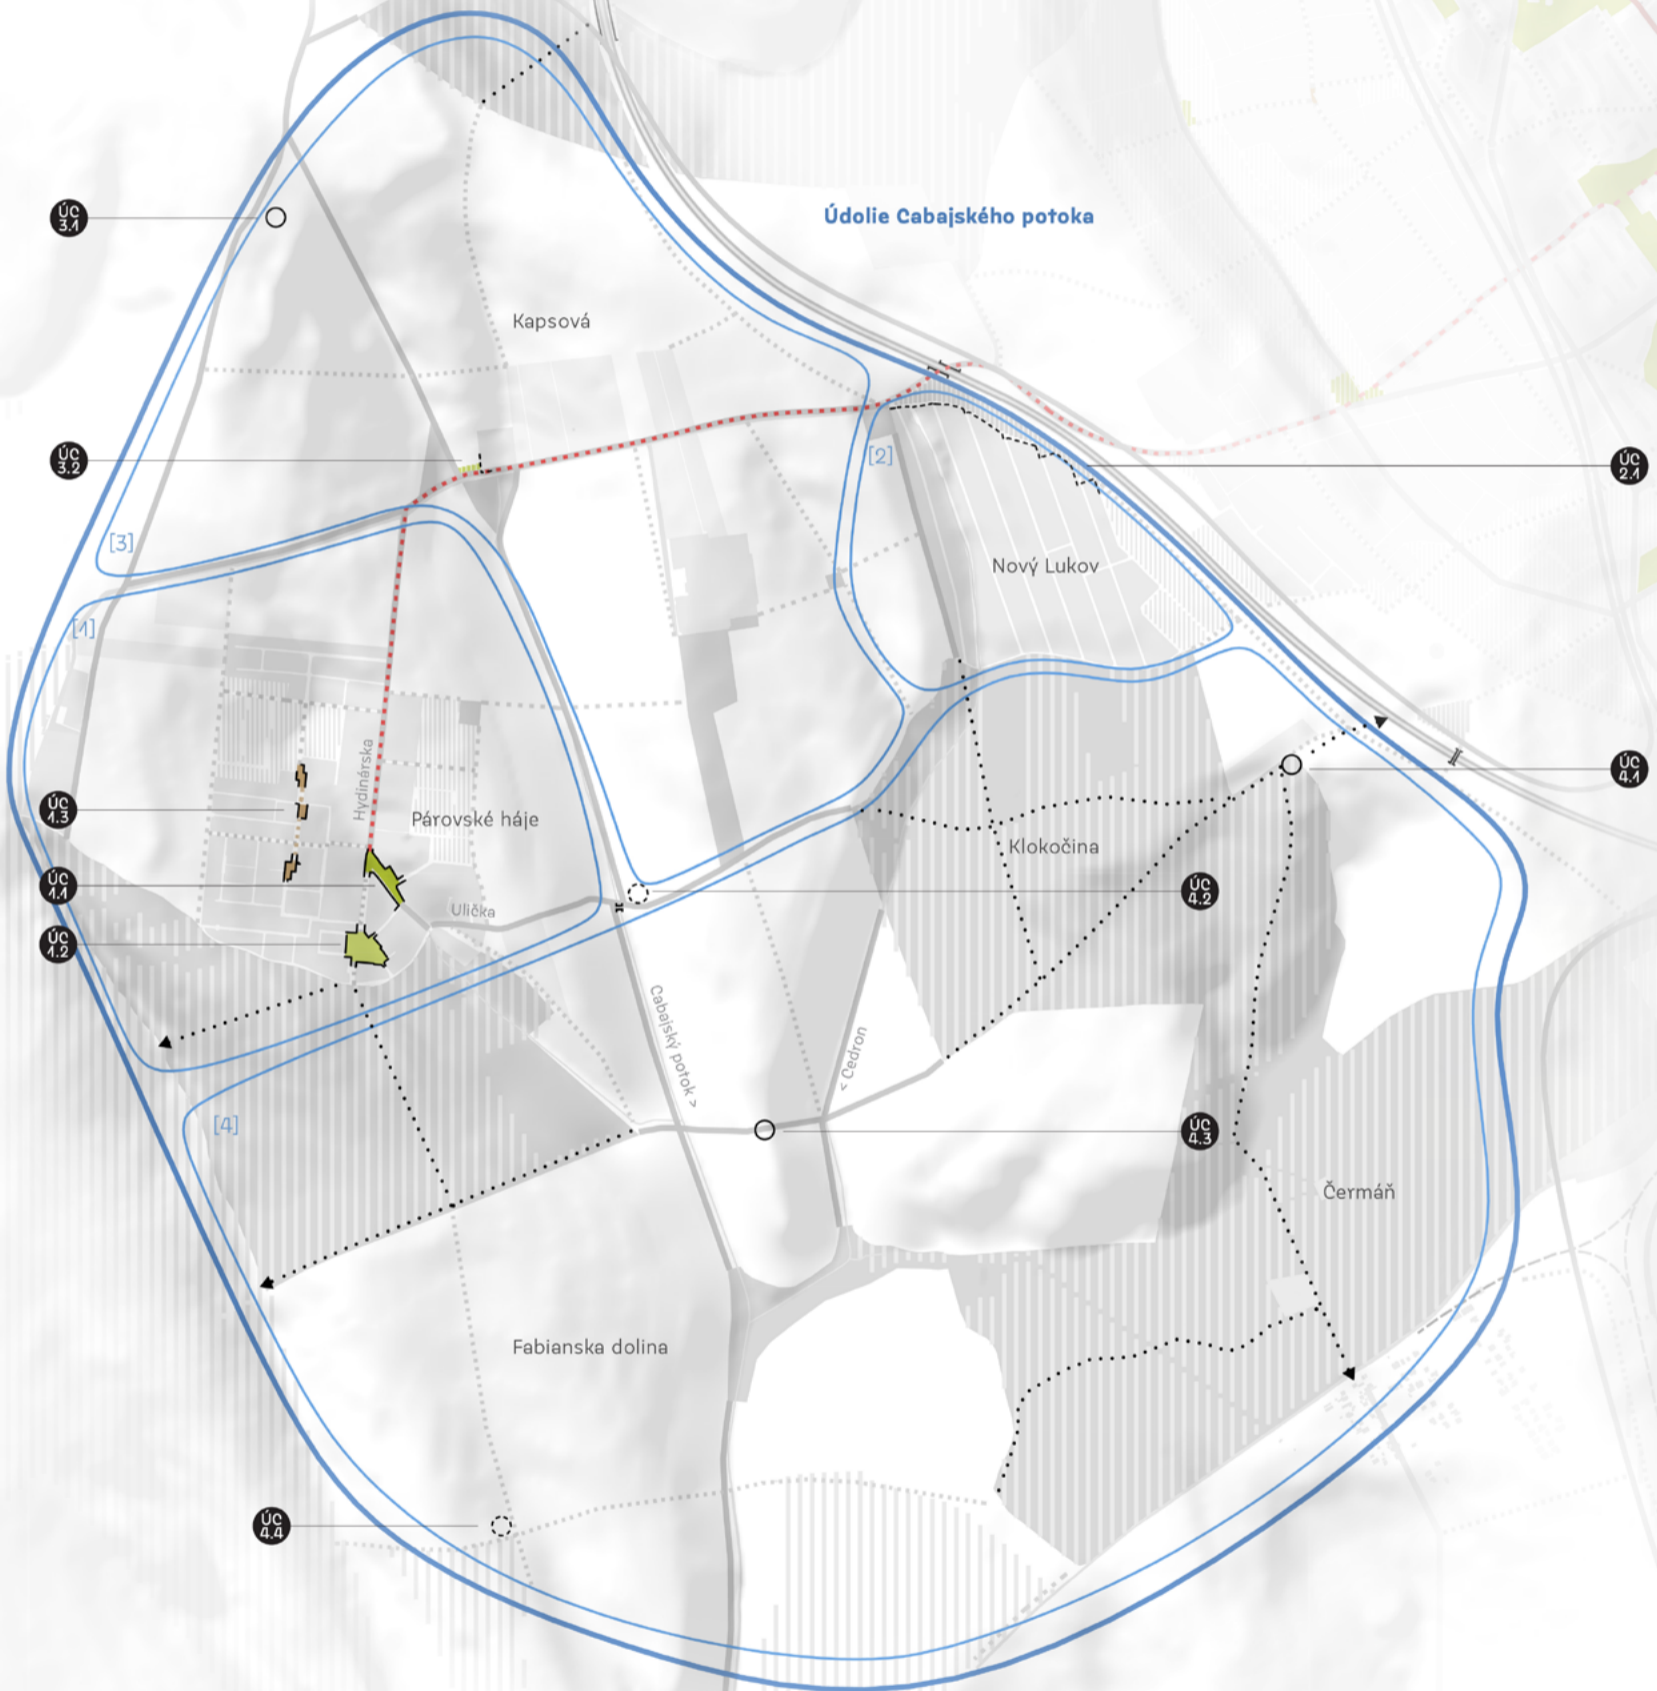 Údolie Cabajského potoka
ÚC
3.1
Kapsová
[2]
ÚC
3.2
ÚC
2.1
[3]
Nový Lukov
[1]
Hydinárska
ÚC
4.1
ÚC
1.3
Párovské háje
Klokočina
ÚC
1.1
ÚC
4.2
Ulička
ÚC
1.2
Cabajský potok >
< Cedron
[4]
ÚC
4.3
Čermáň
Fabianska dolina
ÚC
4.4